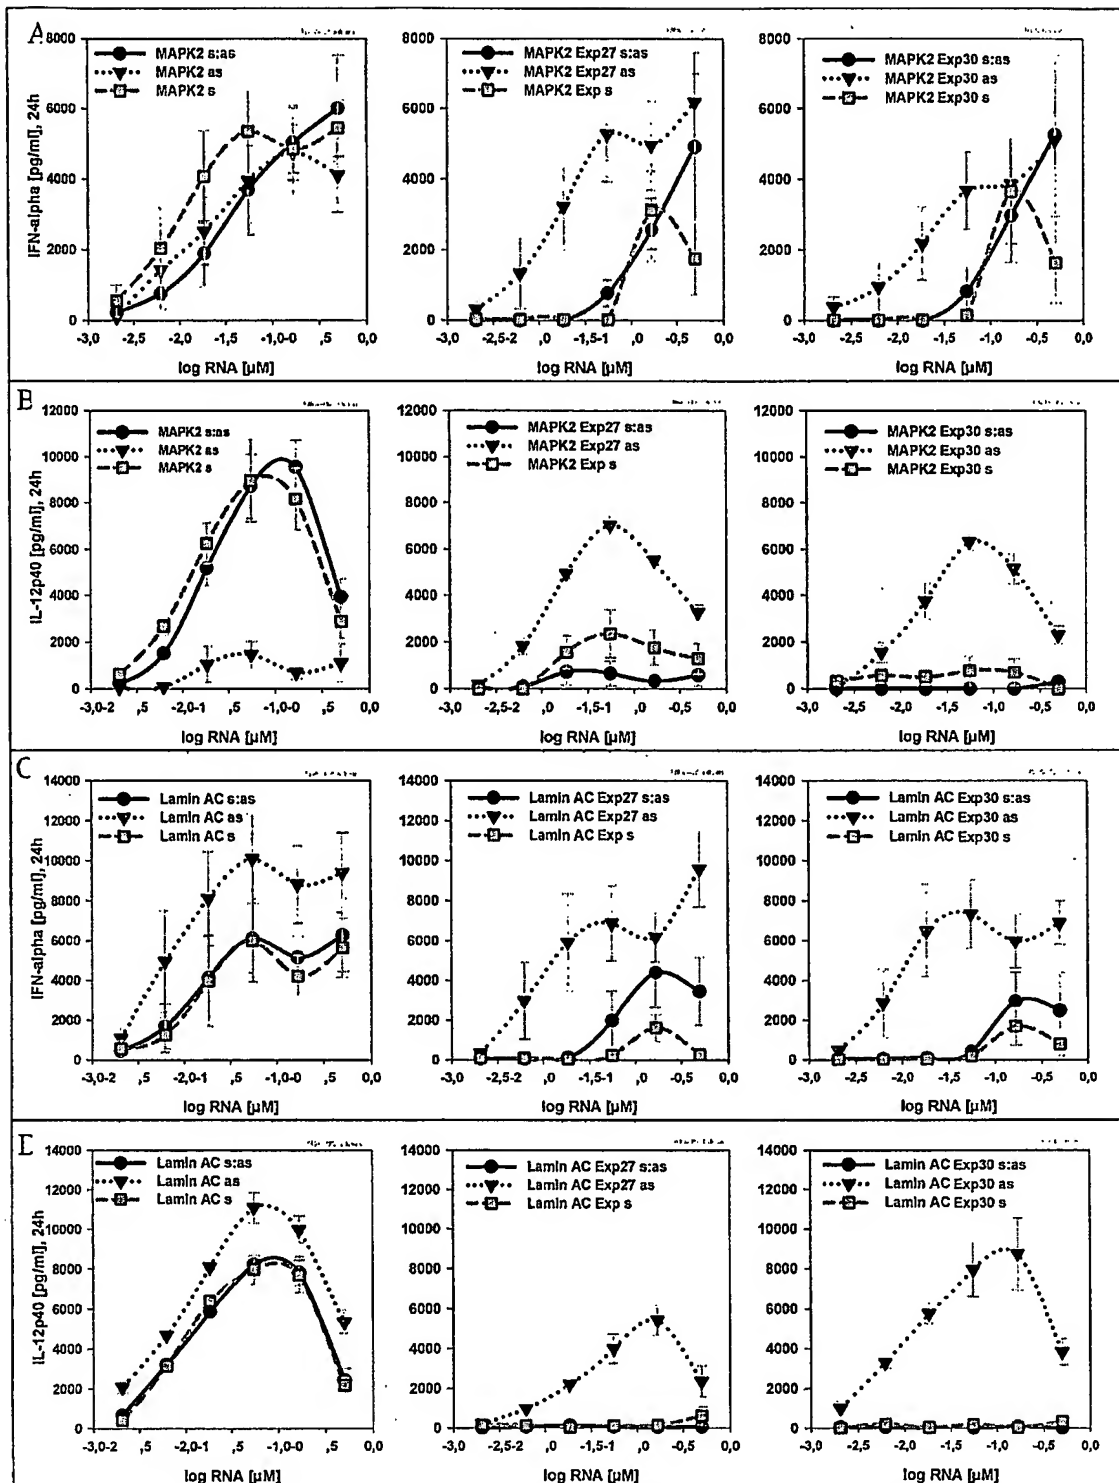 A
IFN-alpha [pg/ml], 24h
8000
6000
4000
2000
0
MAPK2 s:as
MAPK2 as
MAPK2 s
-3,0 -2,0 -1,5 -1,0 -0,5 0,0
log RNA [µM]
8000
6000
4000
2000
0
MAPK2 Exp27 s:as
MAPK2 Exp27 as
MAPK2 Exp s
-3,0 -2 ,0 -1,5-1 ,0 -0,5 0,0
log RNA [µM]
8000
6000
4000
2000
0
MAPK2 Exp30 s:as
MAPK2 Exp30 as
MAPK2 Exp30 s
-3,0 -2,0 -1,5 -1,0 -0,5 0,0
log RNA [µM]
B
IL-12p40 [pg/ml], 24h
12000
10000
8000
6000
4000
2000
0
MAPK2 s:as
MAPK2 as
MAPK2 s
-3,0-2 ,5 ,0-1 ,5 -1,0-0 ,5 0,0
log RNA [µM]
12000
10000
8000
6000
4000
2000
0
MAPK2 Exp27 s:as
MAPK2 Exp27 as
MAPK2 Exp s
-3,0 -2,5-2 ,0 -1,5-1 ,0 -0,5 0,0
log RNA [µM]
12000
10000
8000
6000
4000
2000
0
MAPK2 Exp30 s:as
MAPK2 Exp30 as
MAPK2 Exp30 s
-3,0 -2,5 -2,0 -1,5 -1,0 -0,5 0,0
log RNA [µM]
C
IFN-alpha [pg/ml], 24h
14000
12000
10000
8000
6000
4000
2000
0
Lamin AC s:as
Lamin AC as
Lamin AC s
-3,0-2 ,5 -2,0-1 ,5 -1,0-0 ,5 0,0
log RNA [µM]
14000
12000
10000
8000
6000
4000
2000
0
Lamin AC Exp27 s:as
Lamin AC Exp27 as
Lamin AC Exp s
-3,0 -2,5-2 ,0 -1,5-1 ,0 -0,5 0,0
log RNA [µM]
14000
12000
10000
8000
6000
4000
2000
0
Lamin AC Exp30 s:as
Lamin AC Exp30 as
Lamin AC Exp30 s
-3,0 -2,5 -2,0 -1,5 -1,0 -0,5 0,0
log RNA [µM]
IL-12p40 [pg/ml], 24h
14000
12000
10000
8000
6000
4000
2000
0
Lamin AC s:as
Lamin AC as
Lamin AC s
-3,0-2 ,5 -2,0-1 ,5 -1,0-0 ,5 0,0
log RNA [µM]
14000
12000
10000
8000
6000
4000
2000
0
Lamin AC Exp27 s:as
Lamin AC Exp27 as
Lamin AC Exp s
-3,0 -2,5-2 ,0 -1,5-1 ,0 -0,5 0,0
log RNA [µM]
14000
12000
10000
8000
6000
4000
2000
0
Lamin AC Exp30 s:as
Lamin AC Exp30 as
Lamin AC Exp30 s
-3,0 -2,5 -2,0 -1,5 -1,0 -0,5 0,0
log RNA [µM]